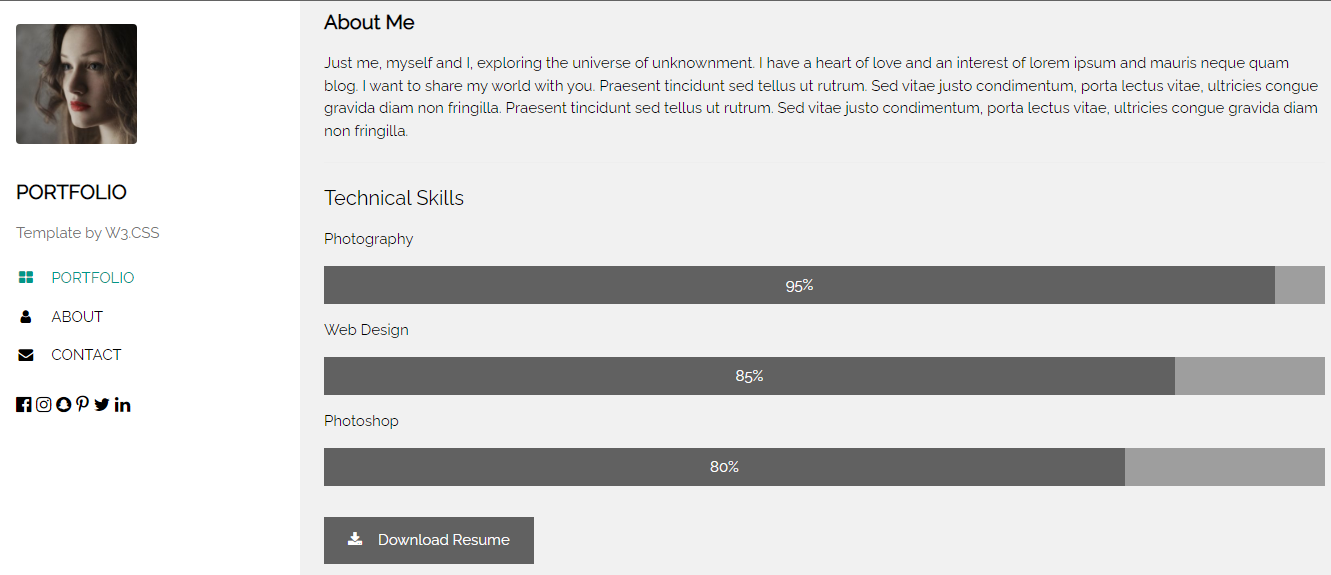 PORTFOLIO
Template by W3.CSS
PORTFOLIO
ABOUT
CONTACT
About Me
Just me, myself and I, exploring the universe of unknownment. I have a heart of love and an interest of lorem ipsum and mauris neque quam
blog. I want to share my world with you. Praesent tincidunt sed tellus ut rutrum. Sed vitae justo condimentum, porta lectus vitae, ultricies congue
gravida diam non fringilla. Praesent tincidunt sed tellus ut rutrum. Sed vitae justo condimentum, porta lectus vitae, ultricies congue gravida diam
non fringilla.
Technical Skills
Photography
95%
Web Design
85%
Photoshop
80%
Download Resume